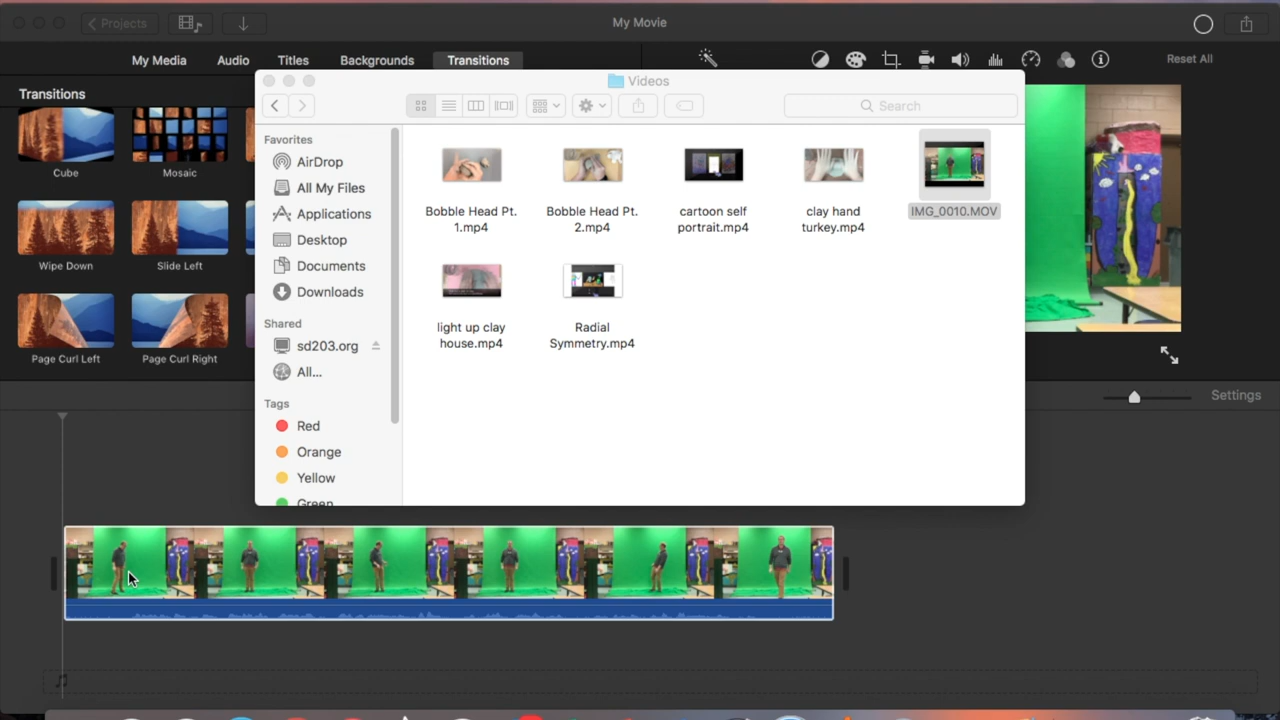 Projects
My Movie
My Media
Audio
Titles
Backgrounds
Transitions
Reset All
Transitions
Cube
Mosaic
Wipe Down
Slide Left
Page Curl Left
Page Curl Right
Settings
Videos
Search
Favorites
AirDrop
All My Files
Applications
Desktop
Documents
Downloads
Shared
sd203.org
All...
Tags
Red
Orange
Yellow
Green
Bobble Head Pt.
1.mp4
Bobble Head Pt.
2.mp4
cartoon self
portrait.mp4
clay hand
turkey.mp4
IMG_0010.MOV
light up clay
house.mp4
Radial
Symmetry.mp4